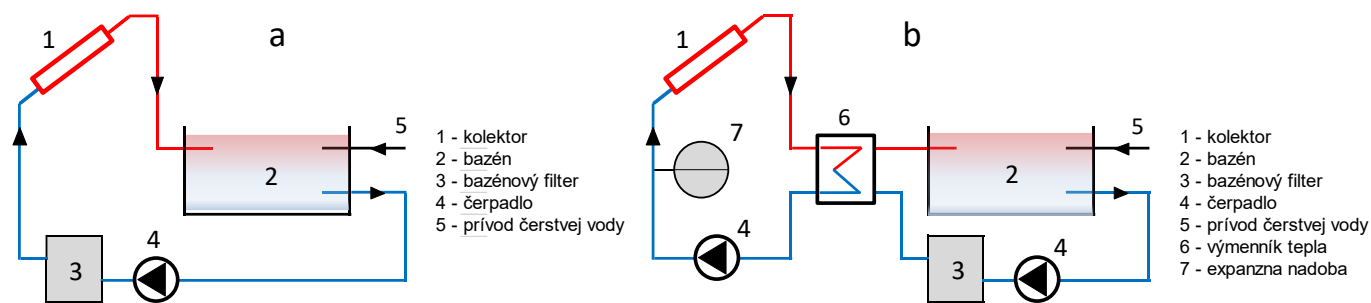 a
1
2
3
4
5
1 - kolektor
2 - bazén
3 - bazénový filter
4 - čerpadlo
5 - prívod čerstvej vody
b
1
6
7
5
2
4
3
4
1 - kolektor
2 - bazén
3 - bazénový filter
4 - čerpadlo
5 - prívod čerstvej vody
6 - výmenník tepla
7 - expanzna nadoba